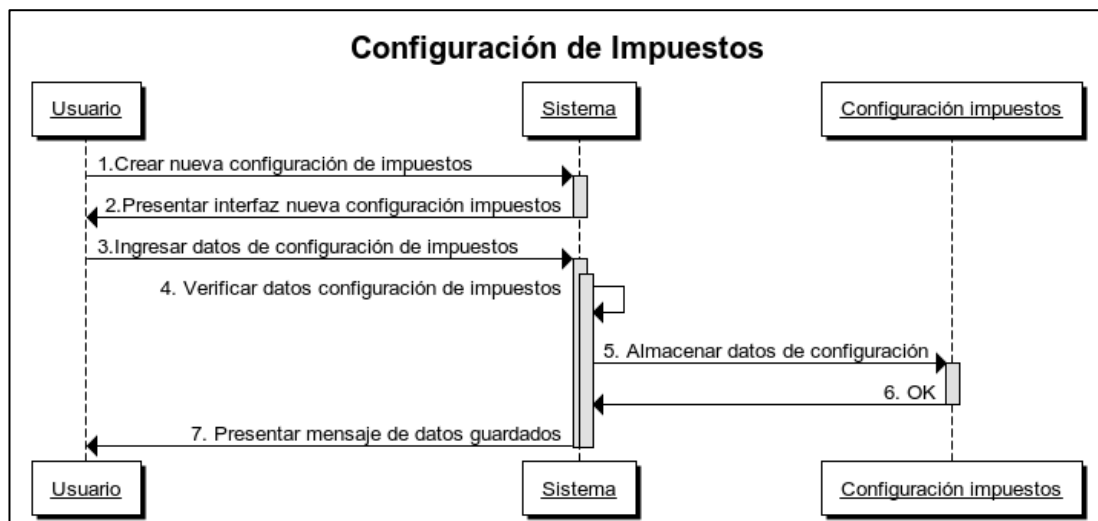 Configuración de Impuestos
Usuario
Sistema
Configuración impuestos
1.Crear nueva configuración de impuestos
2.Presentar interfaz nueva configuración impuestos
3.Ingresar datos de configuración de impuestos
4. Verificar datos configuración de impuestos
5. Almacenar datos de configuración
6. OK
7. Presentar mensaje de datos guardados
Usuario
Sistema
Configuración impuestos